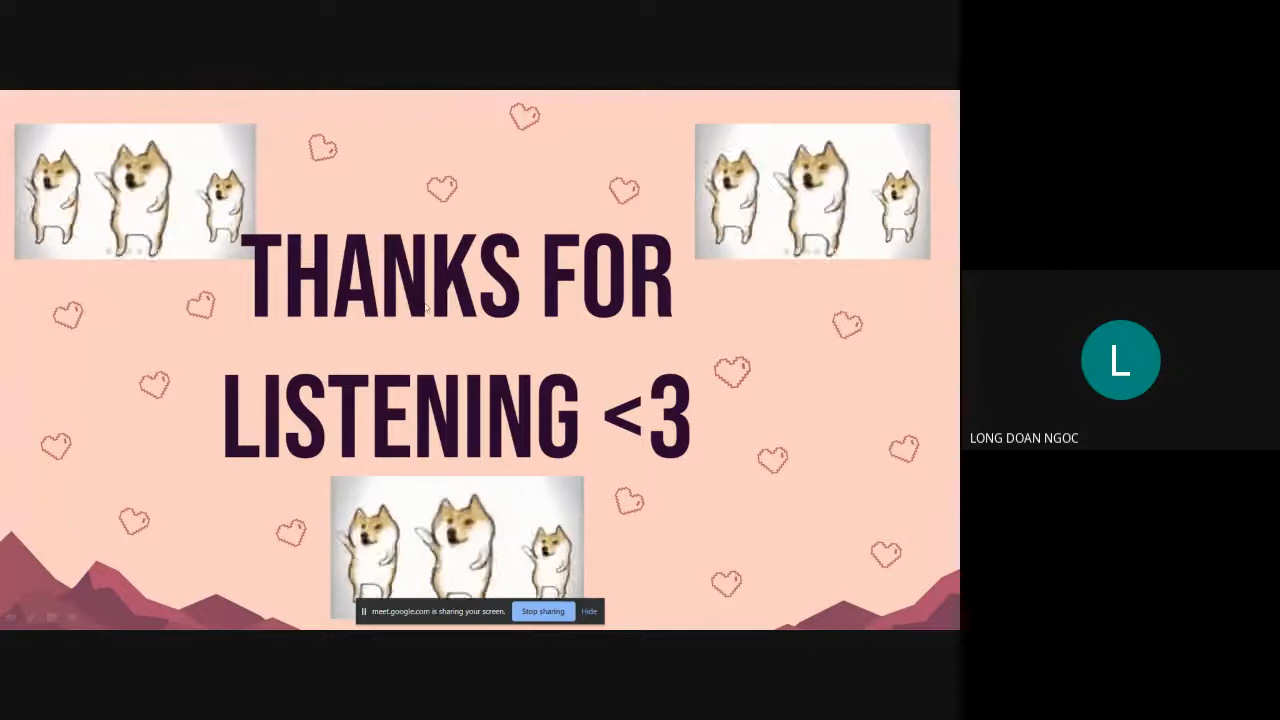 THANKS FOR
LISTENING <3
meet.google.com is sharing your screen.
Stop sharing
Hide
L
LONG DOAN NGOC